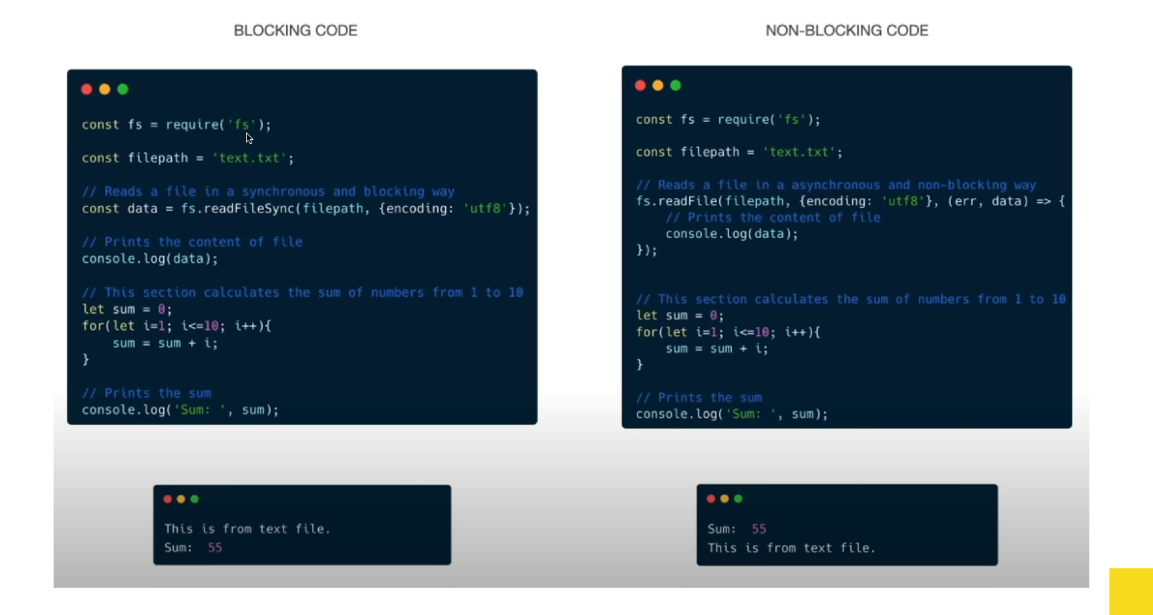 BLOCKING CODE
const fs = require('fs');
const filepath = 'text.txt';
// Reads a file in a synchronous and blocking way
const data = fs.readFileSync(filepath, {encoding: 'utf8'});
// Prints the content of file
console.log(data);
// This section calculates the sum of numbers from 1 to 10
let sum = 0;
for(let i=1; i<=10; i++){
    sum = sum + i;
}
// Prints the sum
console.log('Sum: ', sum);
This is from text file.
Sum:  55
NON-BLOCKING CODE
const fs = require('fs');
const filepath = 'text.txt';
// Reads a file in a asynchronous and non-blocking way
fs.readFile(filepath, {encoding: 'utf8'}, (err, data) => {
    // Prints the content of file
    console.log(data);
});
// This section calculates the sum of numbers from 1 to 10
let sum = 0;
for(let i=1; i<=10; i++){
    sum = sum + i;
}
// Prints the sum
console.log('Sum: ', sum);
Sum:  55
This is from text file.